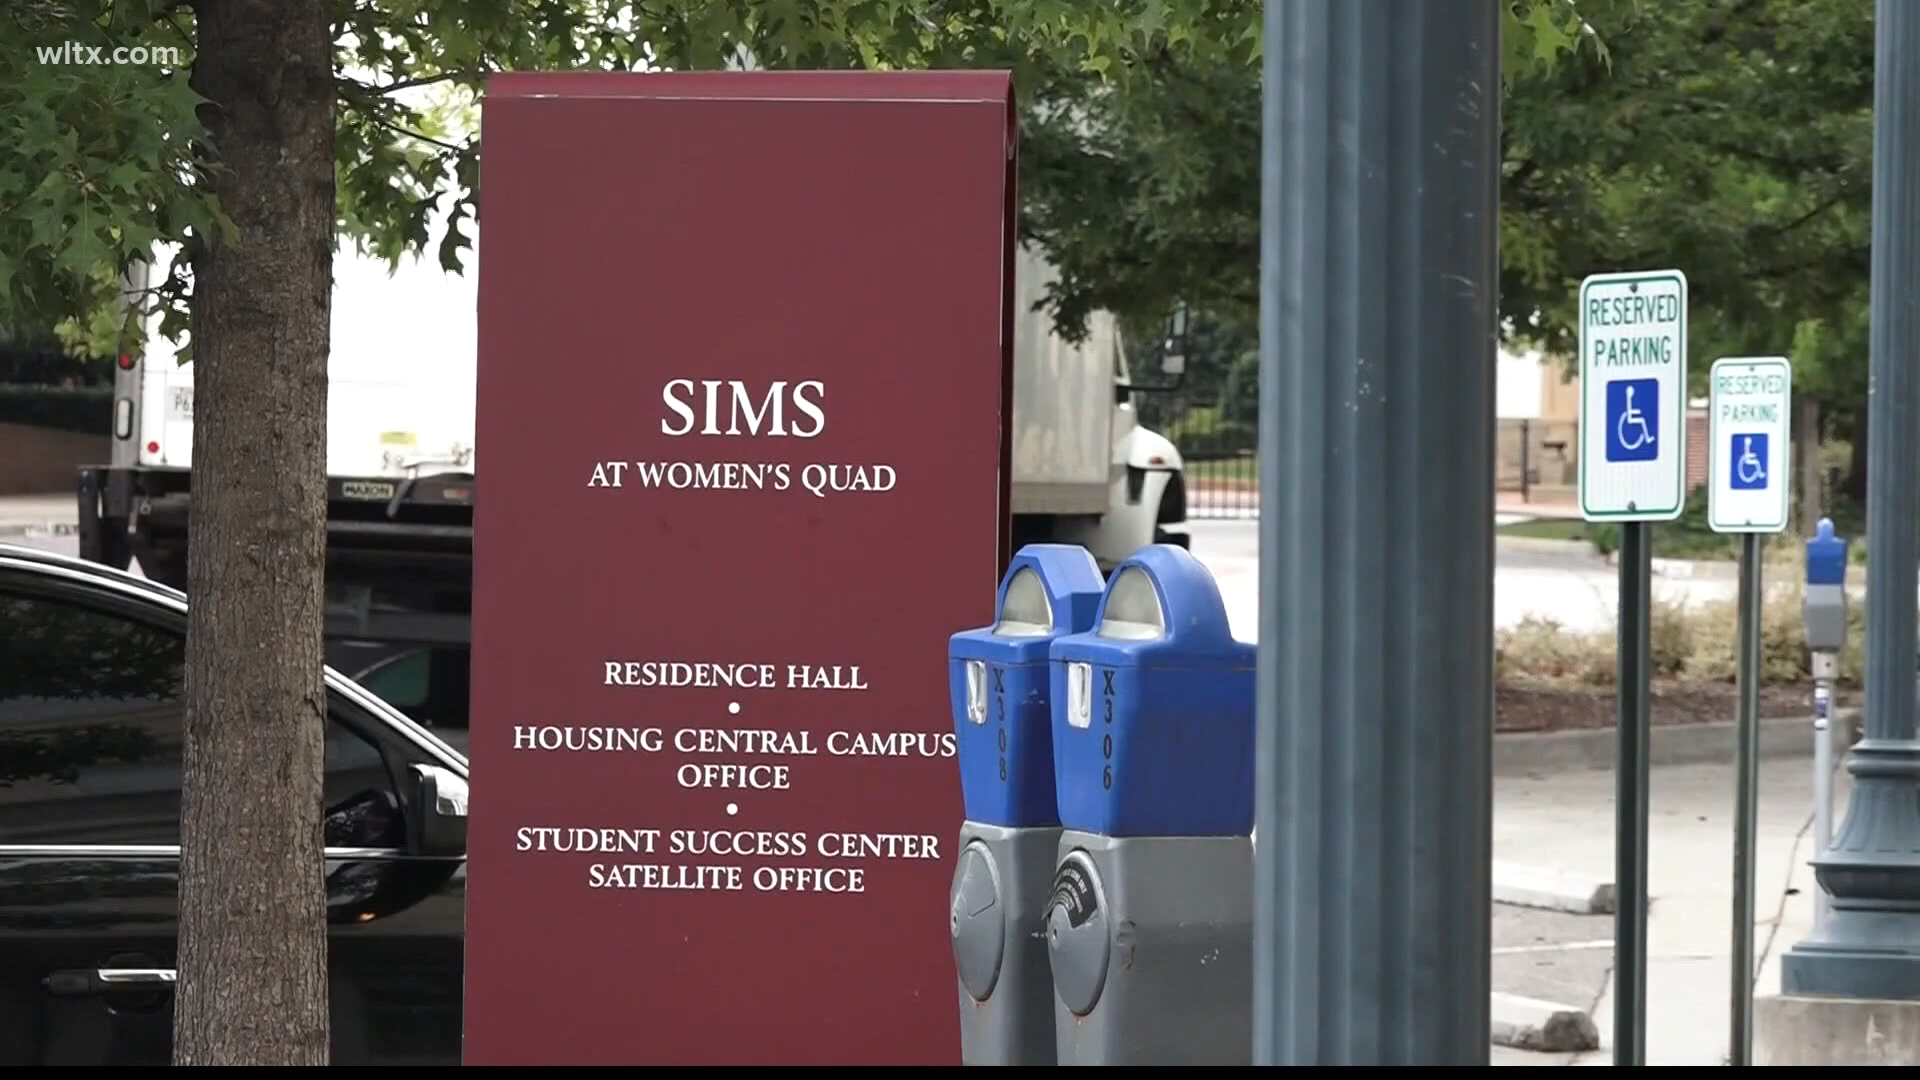 wltx.com
SIMS
AT WOMEN'S QUAD
RESIDENCE HALL
•
HOUSING CENTRAL CAMPUS
OFFICE
•
STUDENT SUCCESS CENTER
SATELLITE OFFICE
MAXON
X308
X306
RESERVED
PARKING
RESERVED
PARKING